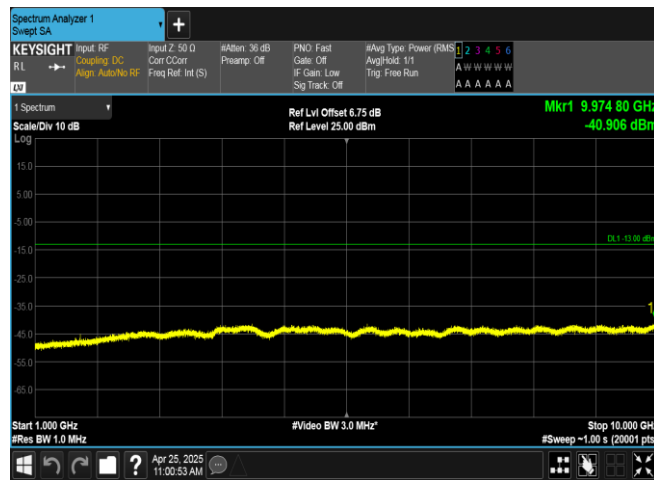 Spectrum Analyzer 1
Swept SA
+
KEYSIGHT
RL
LXI
Input: RF
Coupling: DC
Align: Auto/No RF
Input Z: 50 Ω
Corr CCorr
Freq Ref: Int (S)
#Atten: 36 dB
Preamp: Off
PNO: Fast
Gate: Off
IF Gain: Low
Sig Track: Off
#Avg Type: Power (RMS
Avg|Hold: 1/1
Trig: Free Run
1 2 3 4 5 6
A W W W W W
A A A A A A
1 Spectrum
Scale/Div 10 dB
Log
Ref Lvl Offset 6.75 dB
Ref Level 25.00 dBm
Mkr1 9.974 80 GHz
-40.906 dBm
15.0
5.00
-5.00
-15.0
-25.0
-35.0
-45.0
-55.0
-65.0
DL1 -13.00 dBm
1
Start 1.000 GHz
#Res BW 1.0 MHz
#Video BW 3.0 MHz*
Stop 10.000 GHz
#Sweep ~1.00 s (20001 pts
?
Apr 25, 2025
11:00:53 AM